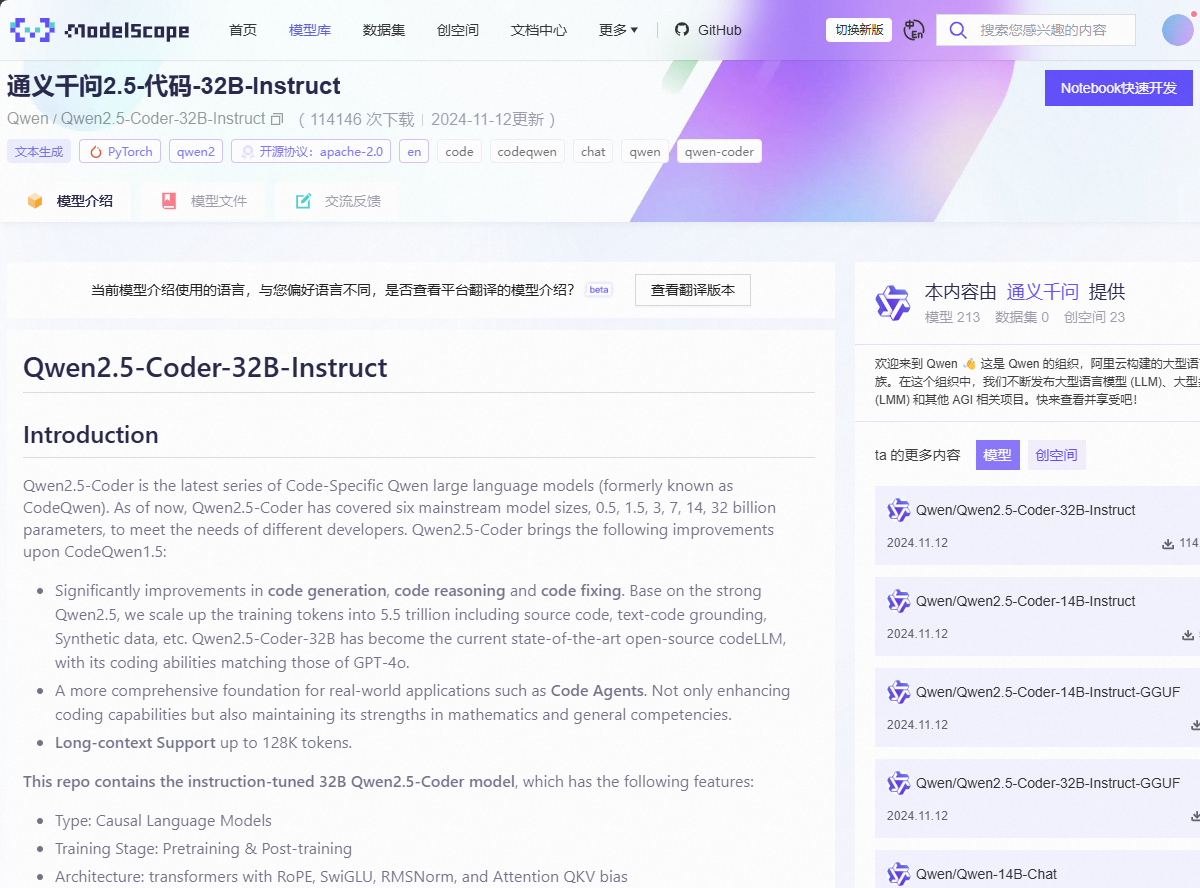 ModelScope 首页 模型库 数据集 创空间 文档中心 更多 GitHub 切换新版 中 En 搜索您感兴趣的内容
通义千问2.5-代码-32B-Instruct
Notebook快速开发
Qwen / Qwen2.5-Coder-32B-Instruct ( 114146 次下载 | 2024-11-12更新 )
文本生成 PyTorch qwen2 开源协议：apache-2.0 en code codeqwen chat qwen qwen-coder
模型介绍 模型文件 交流反馈
当前模型介绍使用的语言，与您偏好语言不同，是否查看平台翻译的模型介绍？ beta 查看翻译版本
Qwen2.5-Coder-32B-Instruct
Introduction
Qwen2.5-Coder is the latest series of Code-Specific Qwen large language models (formerly known as
CodeQwen). As of now, Qwen2.5-Coder has covered six mainstream model sizes, 0.5, 1.5, 3, 7, 14, 32 billion
parameters, to meet the needs of different developers. Qwen2.5-Coder brings the following improvements
upon CodeQwen1.5:
• Significantly improvements in code generation, code reasoning and code fixing. Base on the strong
Qwen2.5, we scale up the training tokens into 5.5 trillion including source code, text-code grounding,
Synthetic data, etc. Qwen2.5-Coder-32B has become the current state-of-the-art open-source codeLLM,
with its coding abilities matching those of GPT-4o.
• A more comprehensive foundation for real-world applications such as Code Agents. Not only enhancing
coding capabilities but also maintaining its strengths in mathematics and general competencies.
• Long-context Support up to 128K tokens.
This repo contains the instruction-tuned 32B Qwen2.5-Coder model, which has the following features:
• Type: Causal Language Models
• Training Stage: Pretraining & Post-training
• Architecture: transformers with RoPE, SwiGLU, RMSNorm, and Attention QKV bias
本内容由 通义千问 提供
模型 213 数据集 0 创空间 23
欢迎来到 Qwen 👋 这是 Qwen 的组织，阿里云构建的大型语
族。在这个组织中，我们不断发布大型语言模型 (LLM)、大型
(LMM) 和其他 AGI 相关项目。快来查看并享受吧！
ta 的更多内容 模型 创空间
Qwen/Qwen2.5-Coder-32B-Instruct
2024.11.12 114
Qwen/Qwen2.5-Coder-14B-Instruct
2024.11.12
Qwen/Qwen2.5-Coder-14B-Instruct-GGUF
2024.11.12
Qwen/Qwen2.5-Coder-32B-Instruct-GGUF
2024.11.12
Qwen/Qwen-14B-Chat